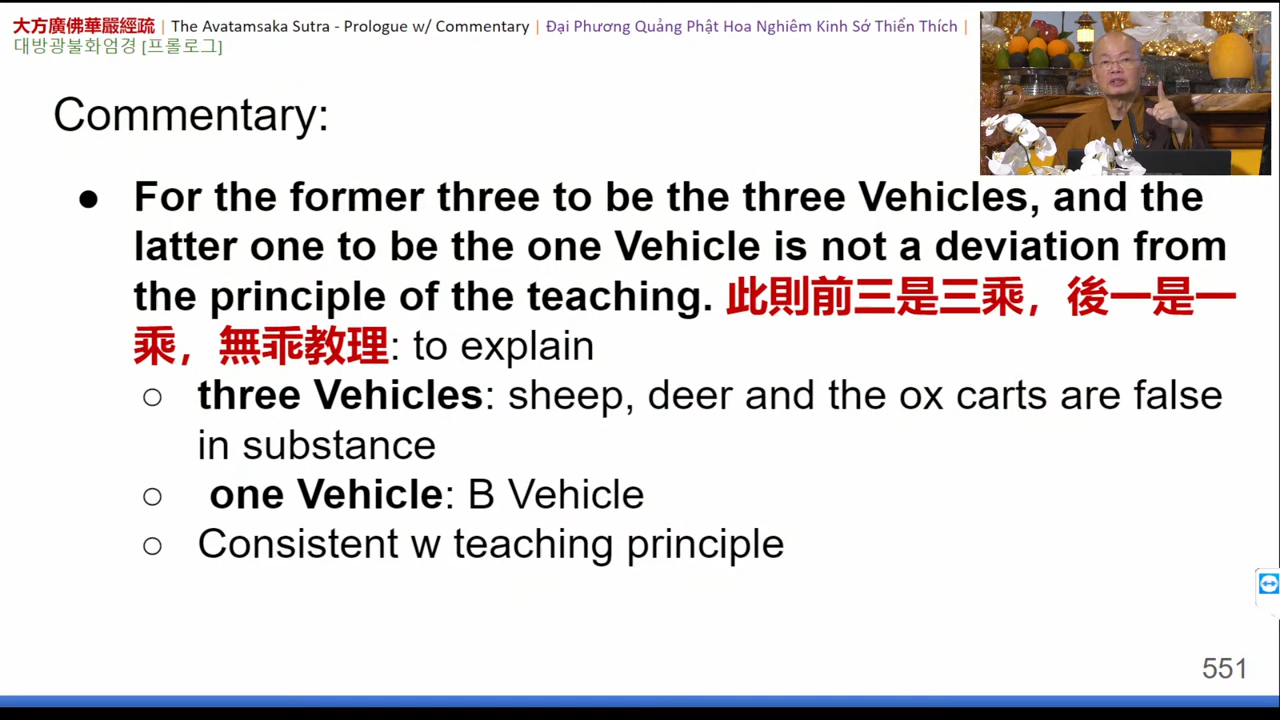 大方廣佛華嚴經疏 | The Avatamsaka Sutra - Prologue w/ Commentary | Đại Phương Quảng Phật Hoa Nghiêm Kinh Sớ Thiển Thích |
대방광불화엄경 [프롤로그]
Commentary:
● For the former three to be the three Vehicles, and the
latter one to be the one Vehicle is not a deviation from
the principle of the teaching. 此則前三是三乘，後一是一
乘，無乖教理: to explain
○ three Vehicles: sheep, deer and the ox carts are false
in substance
○ one Vehicle: B Vehicle
○ Consistent w teaching principle
551